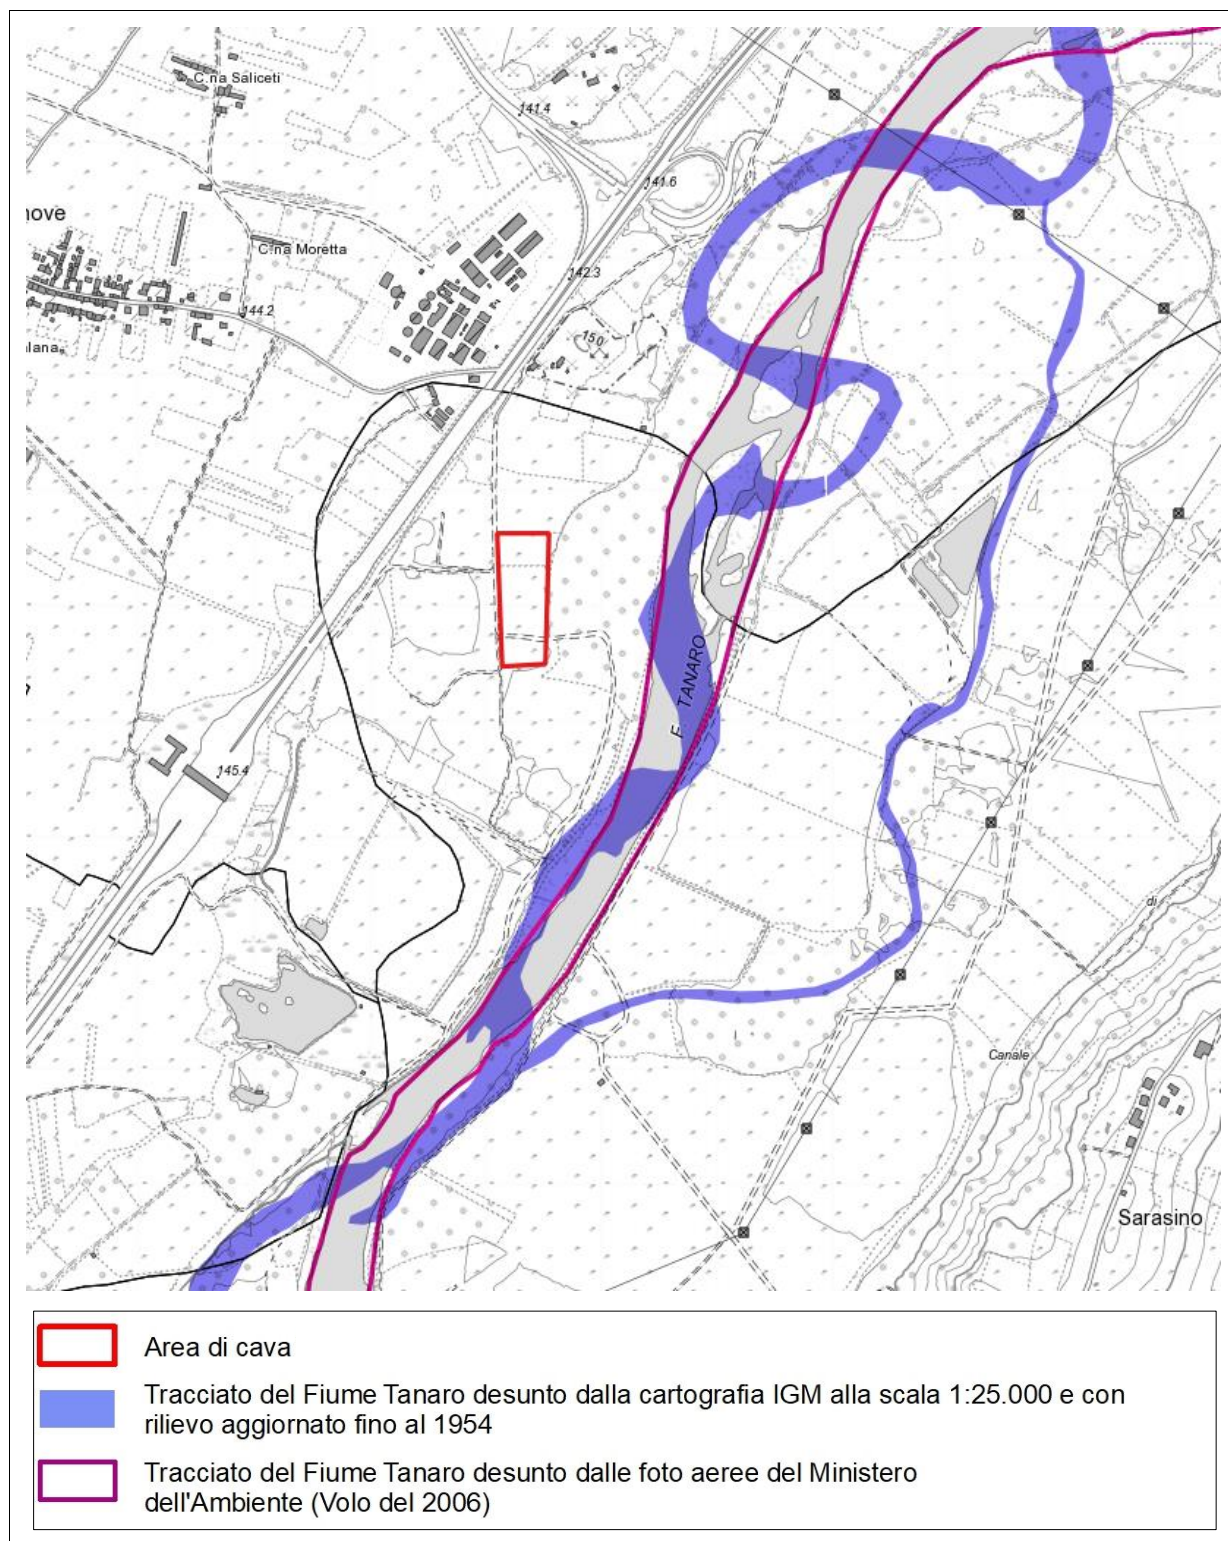 C.na Saliceti
141.4
141.6
nove
C.na Moretta
142.3
144.2
150
lana
F. TANARO
145.4
di
Canale
Sarasino
Area di cava
Tracciato del Fiume Tanaro desunto dalla cartografia IGM alla scala 1:25.000 e con
rilievo aggiornato fino al 1954
Tracciato del Fiume Tanaro desunto dalle foto aeree del Ministero
dell'Ambiente (Volo del 2006)